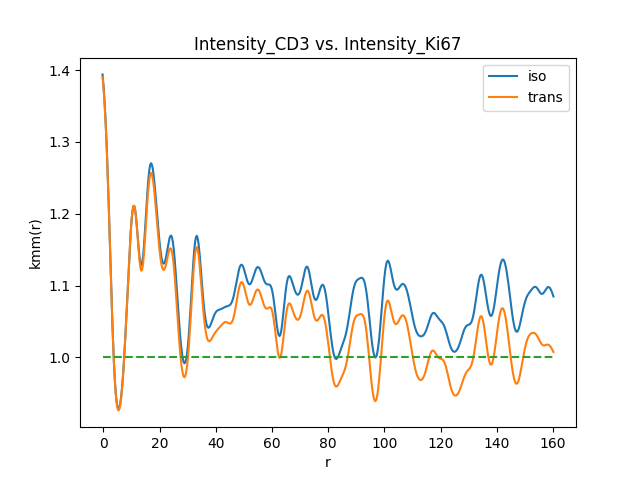 Intensity_CD3 vs. Intensity_Ki67
iso
trans
kmm(r)
1.4
1.3
1.2
1.1
1.0
0 20 40 60 80 100 120 140 160
r